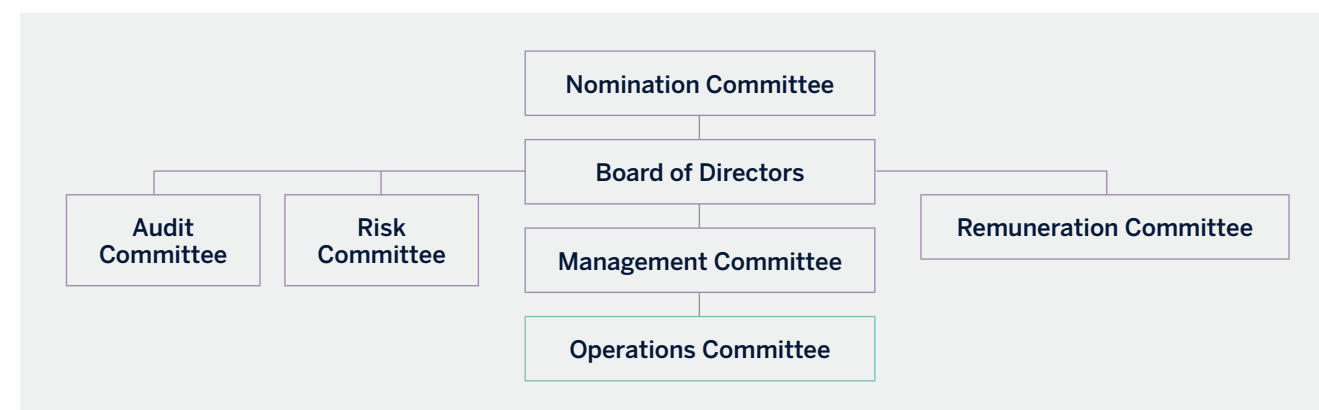 Nomination Committee
Board of Directors
Audit
Committee
Risk
Committee
Remuneration Committee
Management Committee
Operations Committee